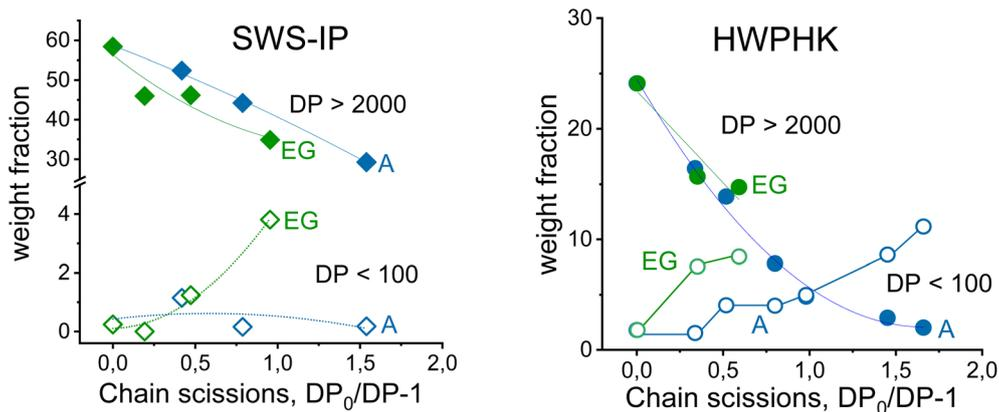 SWS-IP
60
50
40
30
4
2
0
weight fraction
DP > 2000
EG
A
EG
DP < 100
A
0,0 0,5 1,0 1,5 2,0
Chain scissions, DP0/DP-1
HWPHK
30
20
10
0
weight fraction
DP > 2000
EG
EG
DP < 100
A
A
0,0 0,5 1,0 1,5 2,0
Chain scissions, DP0/DP-1